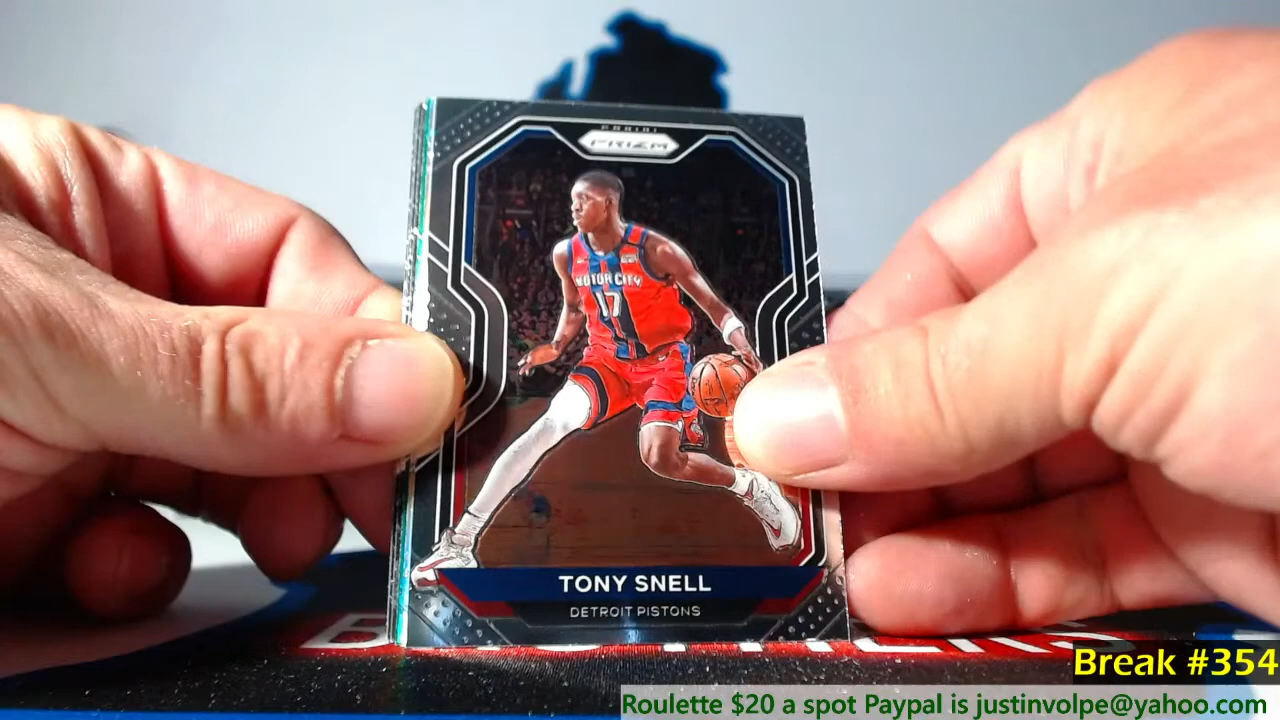 PANINI
PRIZM
MOTOR CITY
17
TONY SNELL
DETROIT PISTONS
Break #354
Roulette $20 a spot Paypal is justinvolpe@yahoo.com